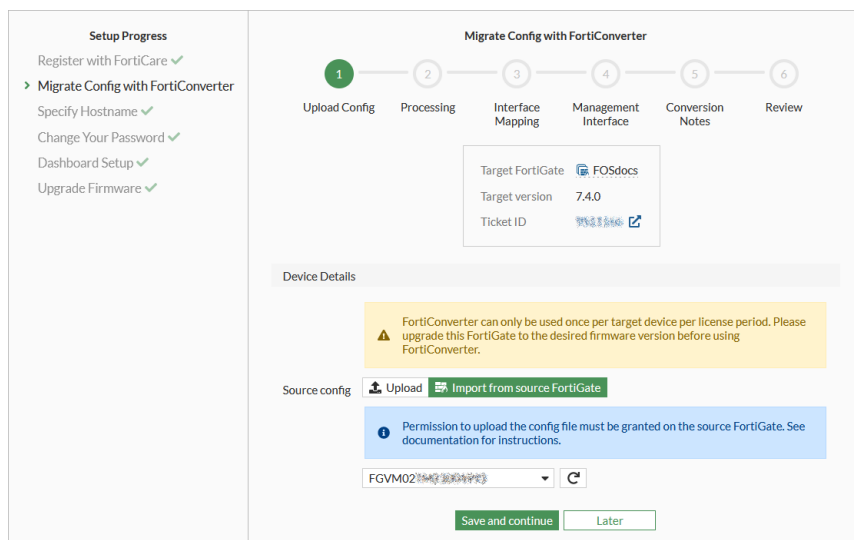 Setup Progress
Register with FortiCare
Migrate Config with FortiConverter
Specify Hostname
Change Your Password
Dashboard Setup
Upgrade Firmware
Migrate Config with FortiConverter
1
2
3
4
5
6
Upload Config
Processing
Interface
Mapping
Management
Interface
Conversion
Notes
Review
Target FortiGate FOSdocs
Target version 7.4.0
Ticket ID
Device Details
FortiConverter can only be used once per target device per license period. Please
upgrade this FortiGate to the desired firmware version before using
FortiConverter.
Source config Upload Import from source FortiGate
Permission to upload the config file must be granted on the source FortiGate. See
documentation for instructions.
FGVM02
Save and continue Later